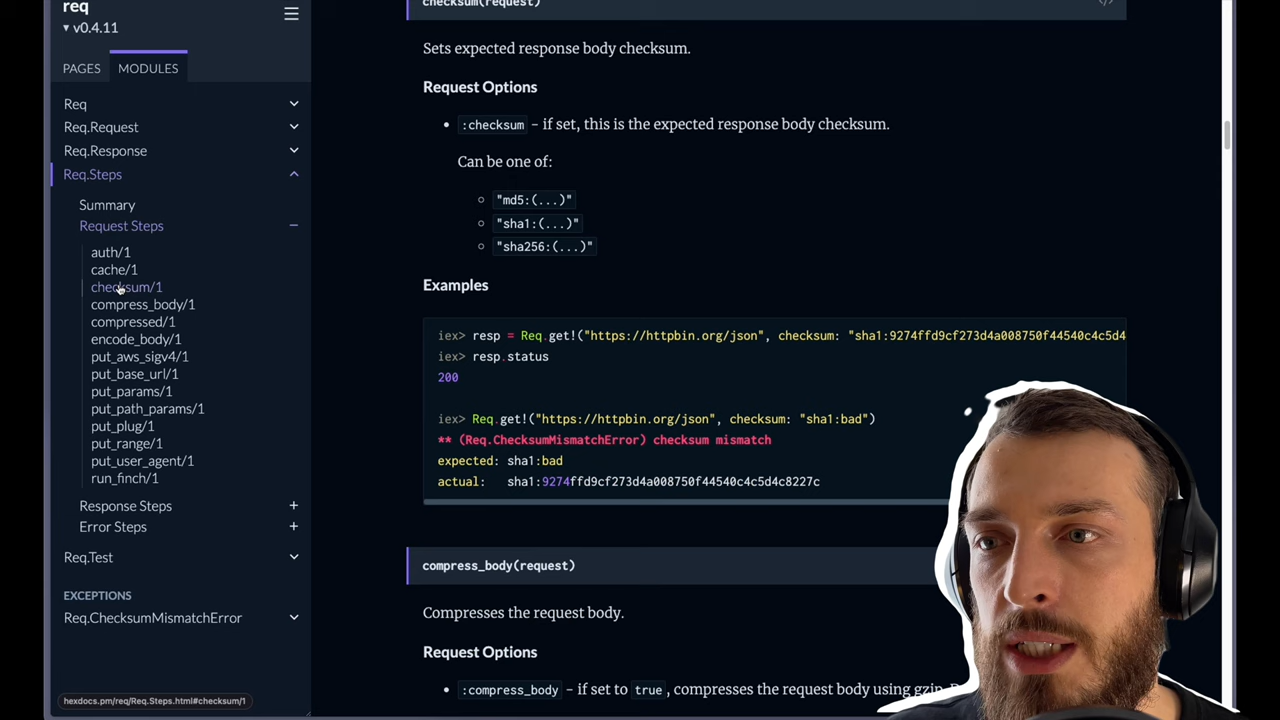 req
v0.4.11
PAGES
MODULES
Req
Req.Request
Req.Response
Req.Steps
Summary
Request Steps
auth/1
cache/1
checksum/1
compress_body/1
compressed/1
encode_body/1
put_aws_sigv4/1
put_base_url/1
put_params/1
put_path_params/1
put_plug/1
put_range/1
put_user_agent/1
run_finch/1
Response Steps
Error Steps
Req.Test
EXCEPTIONS
Req.ChecksumMismatchError
hexdocs.pm/req/Req.Steps.html#checksum/1
checksum(request)
Sets expected response body checksum.
Request Options
:checksum - if set, this is the expected response body checksum.
Can be one of:
"md5:(...)"
"sha1:(...)"
"sha256:(...)"
Examples
iex> resp = Req.get!("https://httpbin.org/json", checksum: "sha1:9274ffd9cf273d4a008750f44540c4c5d4
iex> resp.status
200
iex> Req.get!("https://httpbin.org/json", checksum: "sha1:bad")
** (Req.ChecksumMismatchError) checksum mismatch
expected: sha1:bad
actual: sha1:9274ffd9cf273d4a008750f44540c4c5d4c8227c
compress_body(request)
Compresses the request body.
Request Options
:compress_body - if set to true, compresses the request body using gzip.